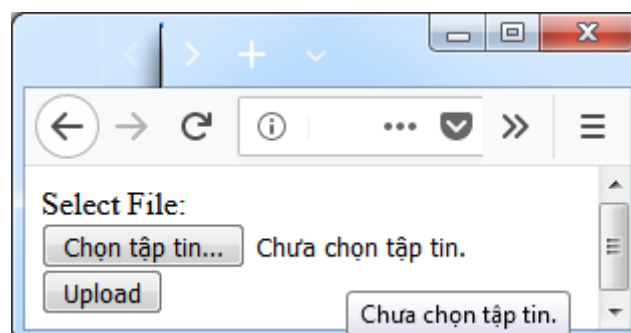 Select File:
Chọn tập tin... Chưa chọn tập tin.
Upload
Chưa chọn tập tin.